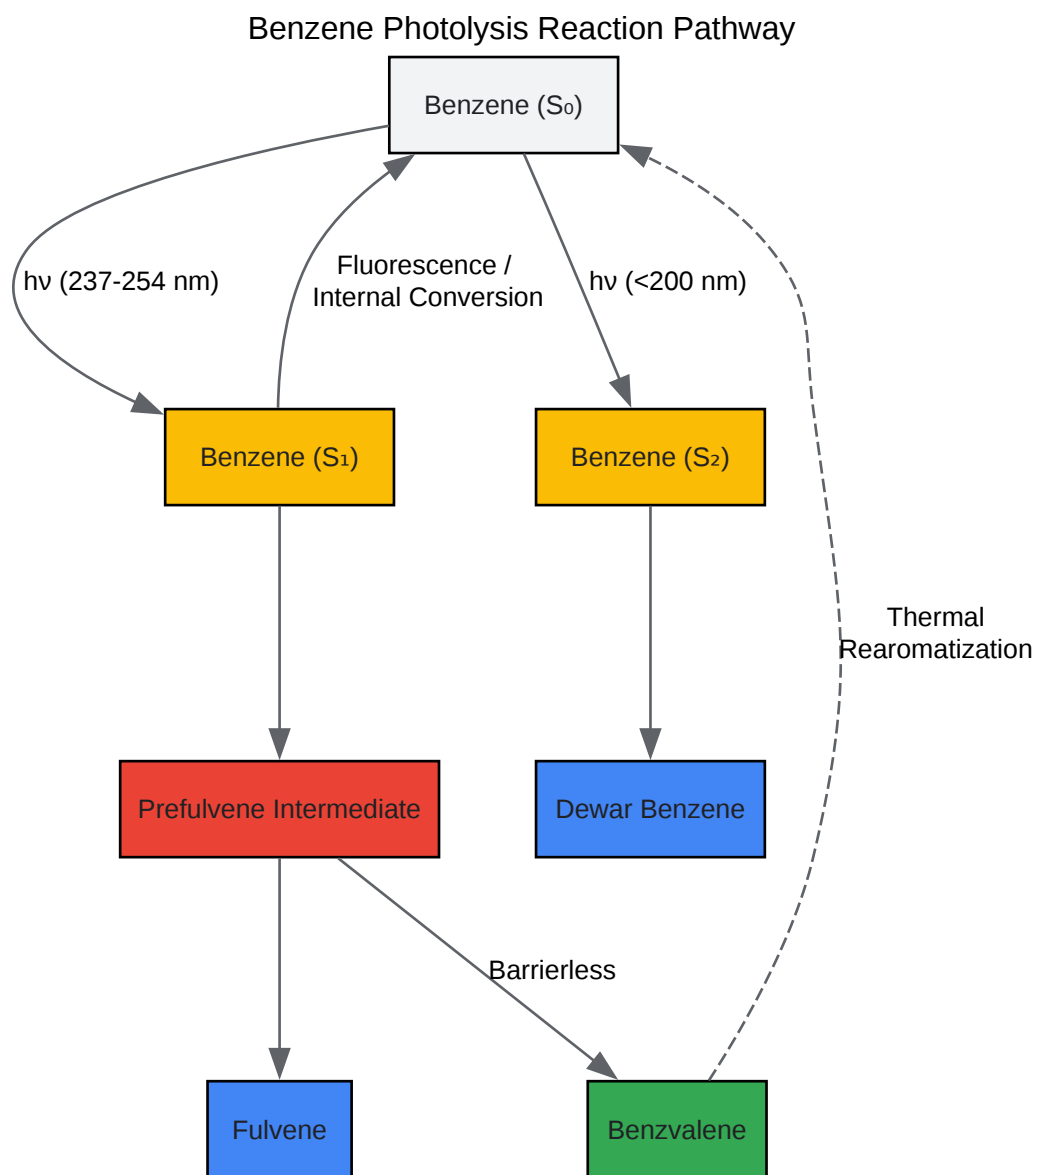 Benzene Photolysis Reaction Pathway
Benzene (S₀)
hν (237-254 nm)
Fluorescence /
Internal Conversion
hν (<200 nm)
Benzene (S₁)
Benzene (S₂)
Thermal
Rearomatization
Prefulvene Intermediate
Dewar Benzene
Barrierless
Fulvene
Benzvalene